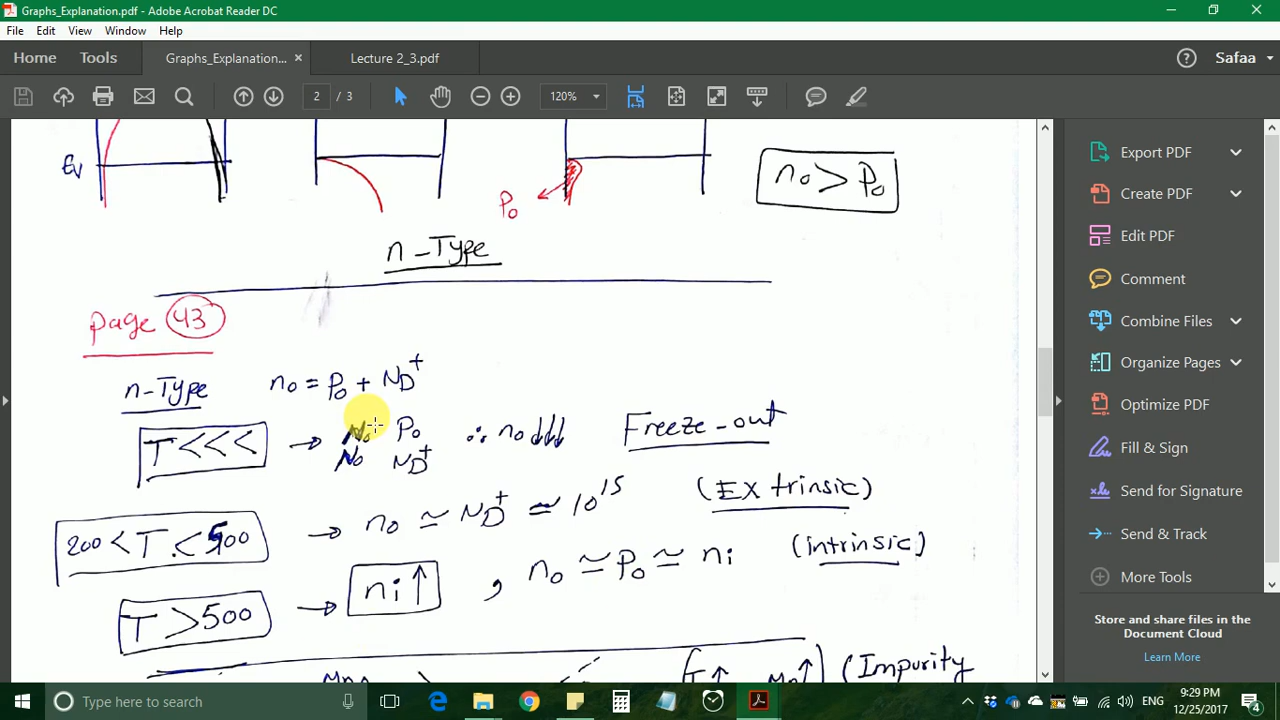 Graphs_Explanation.pdf - Adobe Acrobat Reader DC
File Edit View Window Help
Home Tools Graphs_Explanation... × Lecture 2_3.pdf Safaa
2 / 3 120%
Ev
Po
no > Po
n-Type
page 43
n-Type no = Po + ND+
T <<< → No Po ∴ no↓↓↓ Freeze-out
No ND+
200 < T < 500 → no ≃ ND+ ≃ 10^15 (Extrinsic)
T > 500 → ni ↑ , no ≃ Po ≃ ni (intrinsic)
(Impurity
Export PDF
Create PDF
Edit PDF
Comment
Combine Files
Organize Pages
Optimize PDF
Fill & Sign
Send for Signature
Send & Track
More Tools
Store and share files in the
Document Cloud
Learn More
Type here to search
ENG
9:29 PM
12/25/2017
4